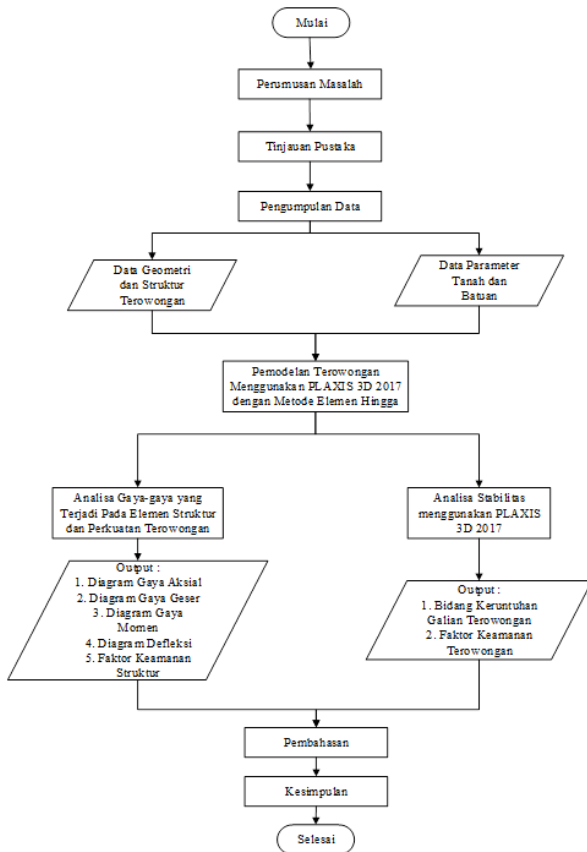 Mulai
Perumusan Masalah
Tinjauan Pustaka
Pengumpulan Data
Data Geometri
dan Struktur
Terowongan
Data Parameter
Tanah dan
Batuan
Pemodelan Terowongan
Menggunakan PLAXIS 3D 2017
dengan Metode Elemen Hingga
Analisa Gaya-gaya yang
Terjadi Pada Elemen Struktur
dan Perkuatan Terowongan
Analisa Stabilitas
menggunakan PLAXIS
3D 2017
Output :
1. Diagram Gaya Aksial
2. Diagram Gaya Geser
3. Diagram Gaya
Momen
4. Diagram Defleksi
5. Faktor Keamanan
Struktur
Output :
1. Bidang Keruntuhan
Galian Terowongan
2. Faktor Keamanan
Terowongan
Pembahasan
Kesimpulan
Selesai